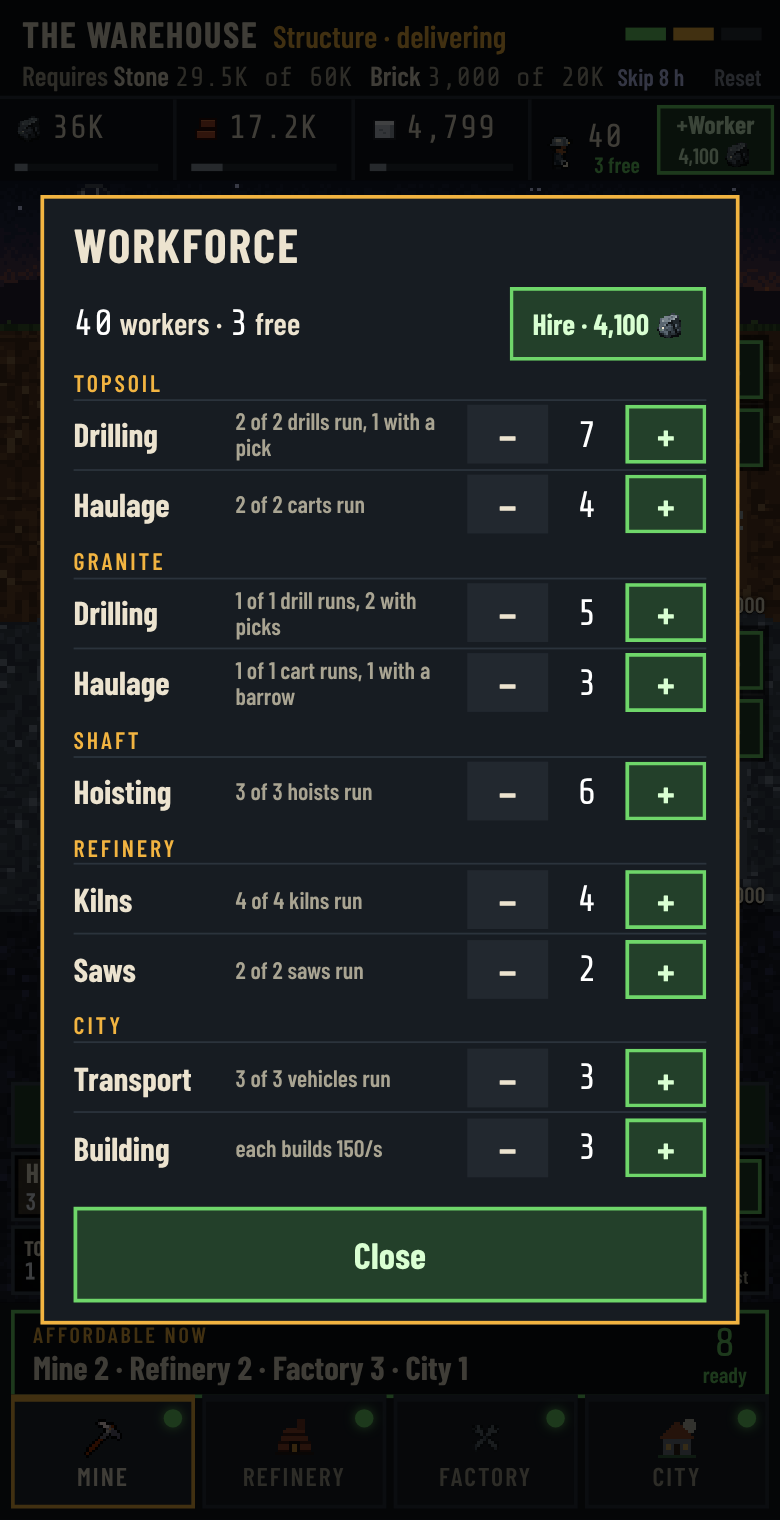 THE WAREHOUSE Structure · delivering
Requires Stone 29.5K of 60K Brick 3,000 of 20K Skip 8 h Reset
36K 17.2K 4,799 40 3 free +Worker 4,100
WORKFORCE
40 workers · 3 free Hire · 4,100
TOPSOIL
Drilling 2 of 2 drills run, 1 with a
pick − 7 +
Haulage 2 of 2 carts run − 4 +
GRANITE
Drilling 1 of 1 drill runs, 2 with
picks − 5 +
Haulage 1 of 1 cart runs, 1 with a
barrow − 3 +
SHAFT
Hoisting 3 of 3 hoists run − 6 +
REFINERY
Kilns 4 of 4 kilns run − 4 +
Saws 2 of 2 saws run − 2 +
CITY
Transport 3 of 3 vehicles run − 3 +
Building each builds 150/s − 3 +
Close
AFFORDABLE NOW
Mine 2 · Refinery 2 · Factory 3 · City 1
8
ready
MINE REFINERY FACTORY CITY